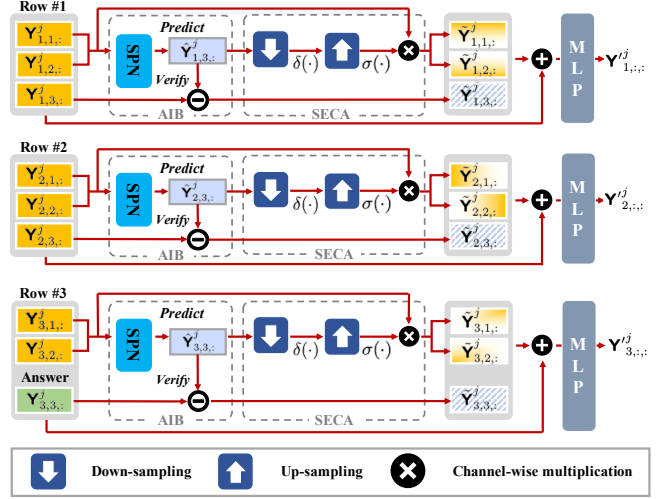 Row #1
Y^j_{1,1,:}
Y^j_{1,2,:}
Y^j_{1,3,:}
SPN
Predict
Ŷ^j_{1,3,:}
Verify
AIB
δ(·)
σ(·)
SECA
Ỹ^j_{1,1,:}
Ỹ^j_{1,2,:}
Ỹ^j_{1,3,:}
MLP
Y'^j_{1,:,:}
Row #2
Y^j_{2,1,:}
Y^j_{2,2,:}
Y^j_{2,3,:}
SPN
Predict
Ŷ^j_{2,3,:}
Verify
AIB
δ(·)
σ(·)
SECA
Ỹ^j_{2,1,:}
Ỹ^j_{2,2,:}
Ỹ^j_{2,3,:}
MLP
Y'^j_{2,:,:}
Row #3
Y^j_{3,1,:}
Y^j_{3,2,:}
Answer
Y^j_{3,3,:}
SPN
Predict
Ŷ^j_{3,3,:}
Verify
AIB
δ(·)
σ(·)
SECA
Ỹ^j_{3,1,:}
Ỹ^j_{3,2,:}
Ỹ^j_{3,3,:}
MLP
Y'^j_{3,:,:}
Down-sampling
Up-sampling
Channel-wise multiplication